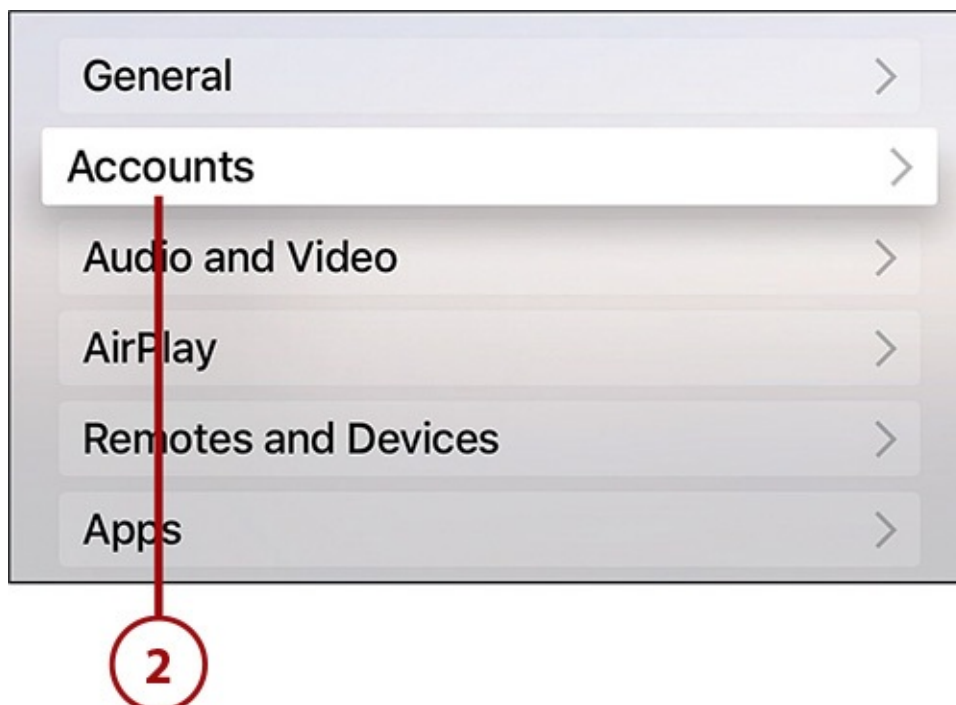 General
Accounts
Audio and Video
AirPlay
Remotes and Devices
Apps
2